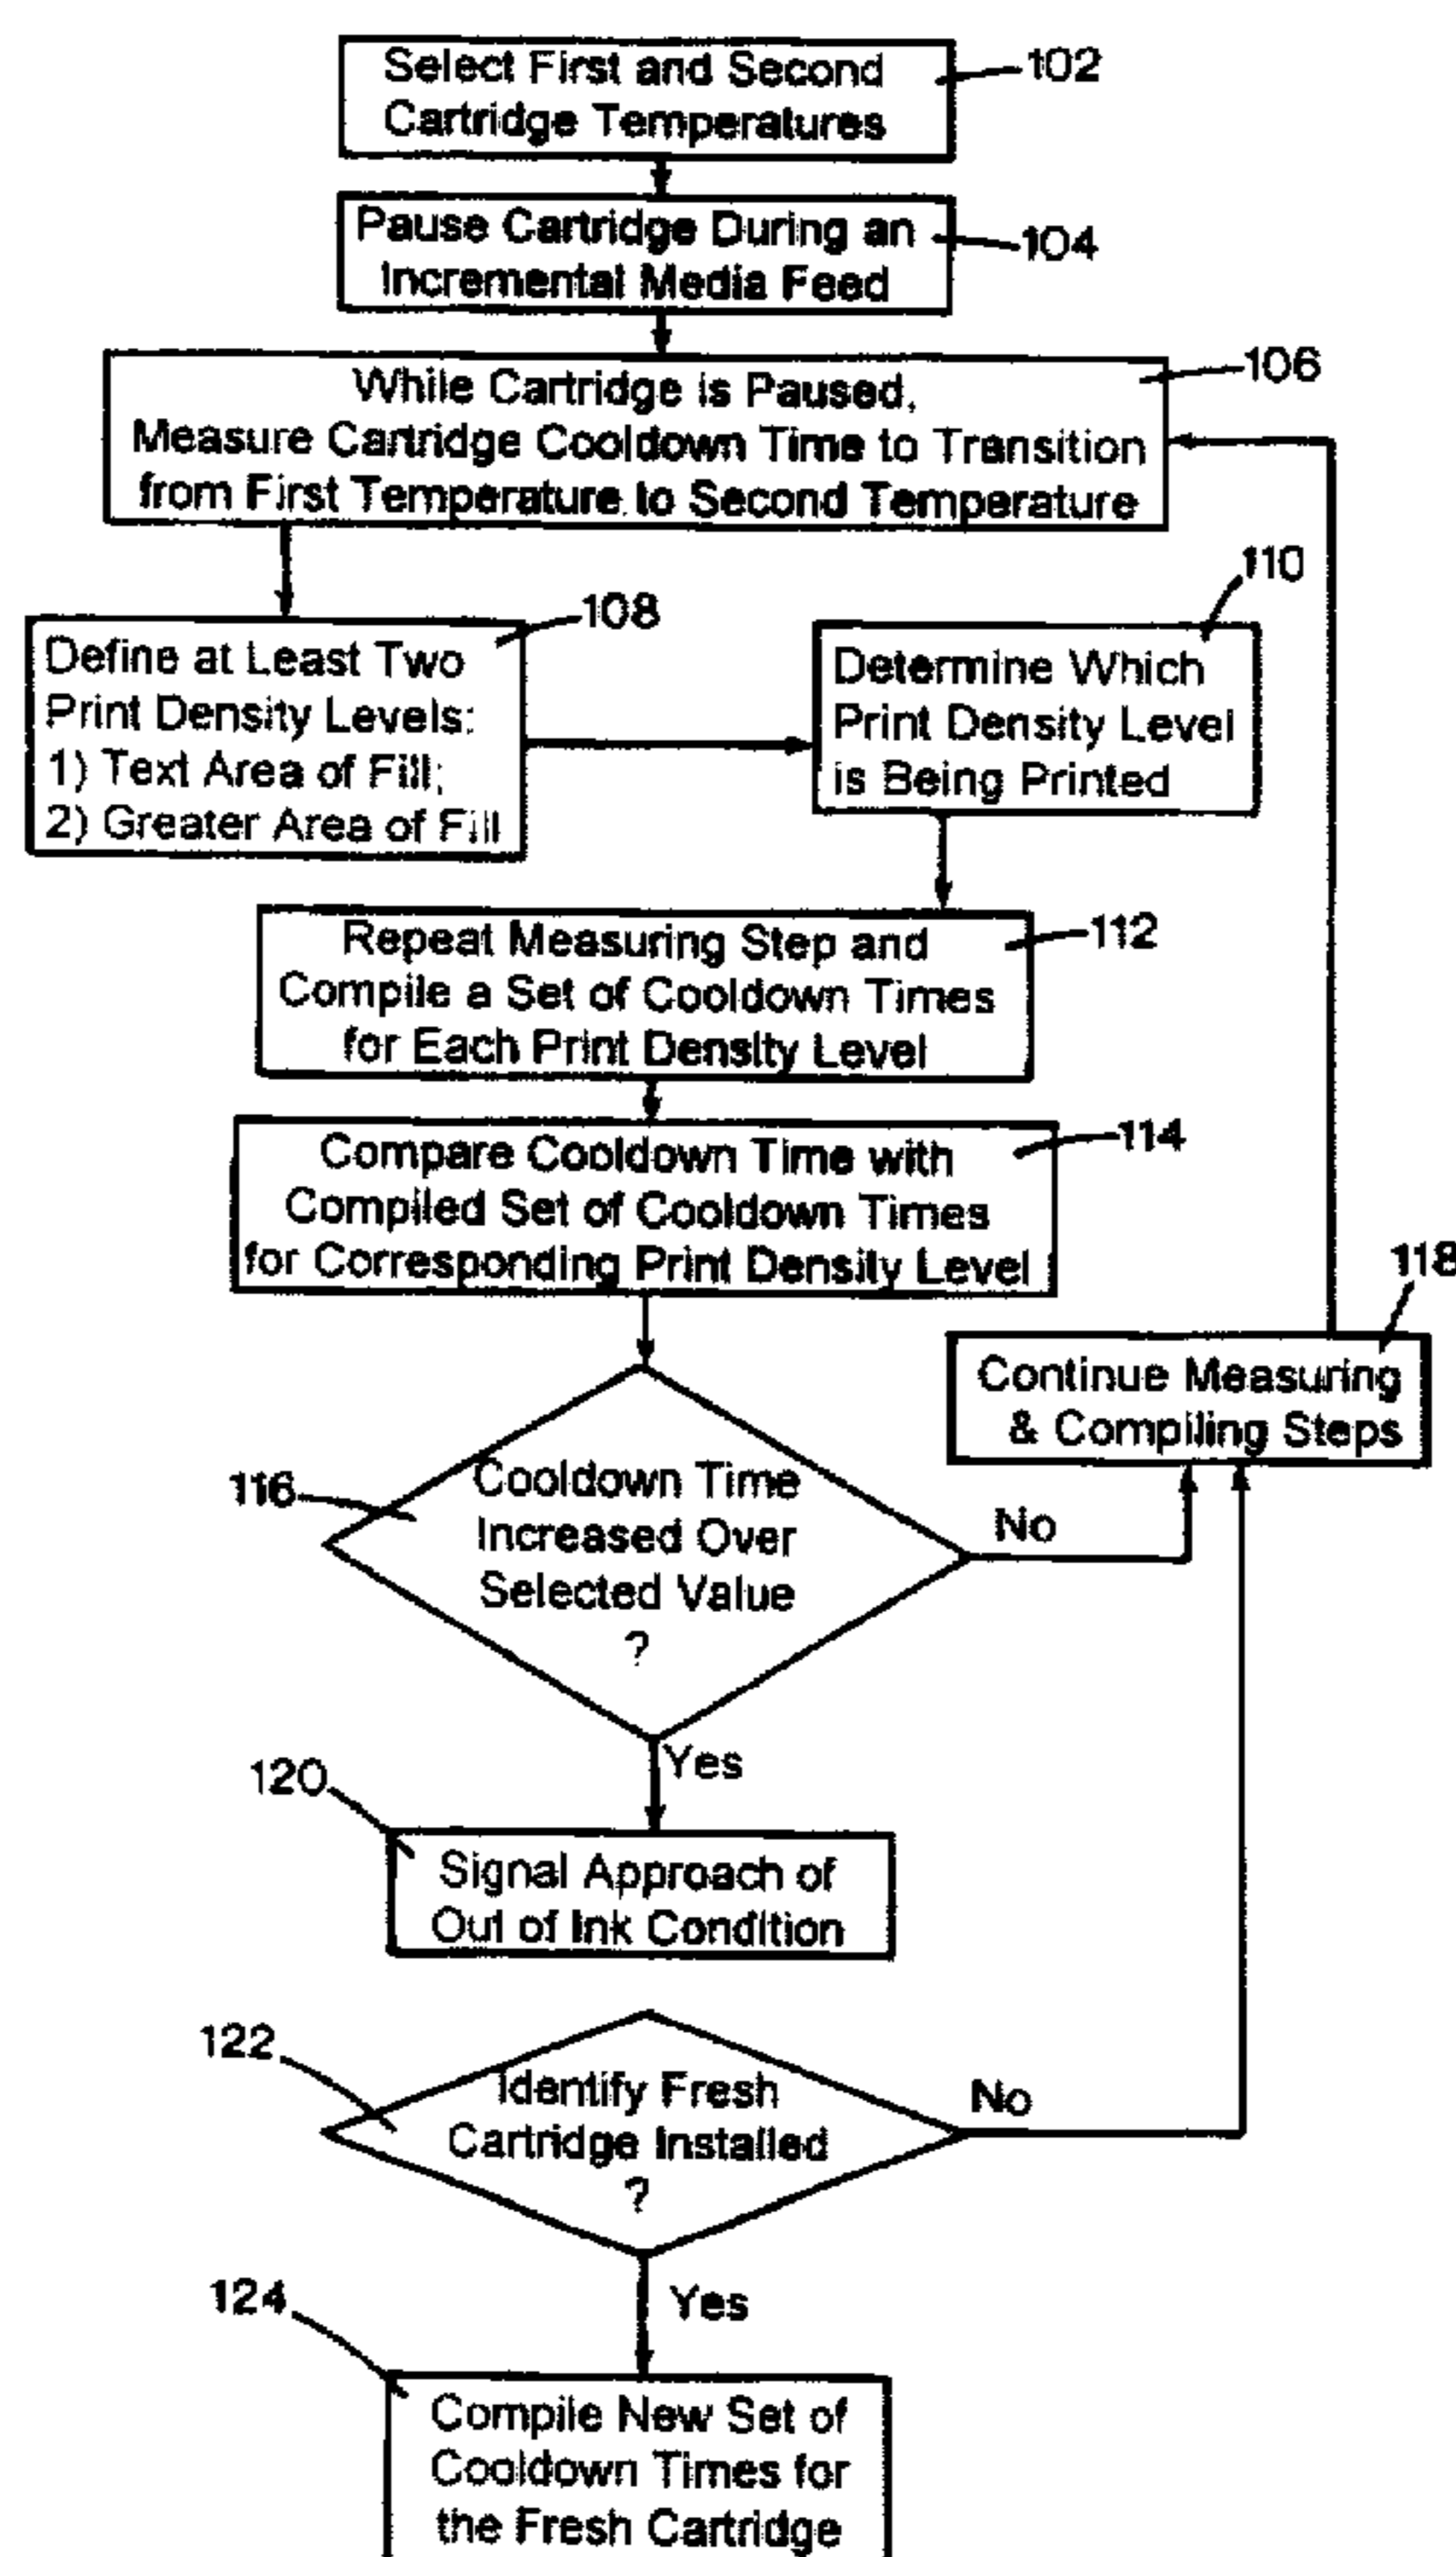 Select First and Second
Cartridge Temperatures
102
Pause Cartridge During an
Incremental Media Feed
104
While Cartridge is Paused,
Measure Cartridge Cooldown Time to Transition
from First Temperature to Second Temperature
106
Define at Least Two
Print Density Levels:
1) Text Area of Fill;
2) Greater Area of Fill
108
Determine Which
Print Density Level
is Being Printed
110
Repeat Measuring Step and
Compile a Set of Cooldown Times
for Each Print Density Level
112
Compare Cooldown Time with
Compiled Set of Cooldown Times
for Corresponding Print Density Level
114
Cooldown Time
Increased Over
Selected Value
?
116
No
Continue Measuring
& Compiling Steps
118
Yes
Signal Approach of
Out of Ink Condition
120
Identify Fresh
Cartridge Installed
?
122
No
Yes
Compile New Set of
Cooldown Times for
the Fresh Cartridge
124